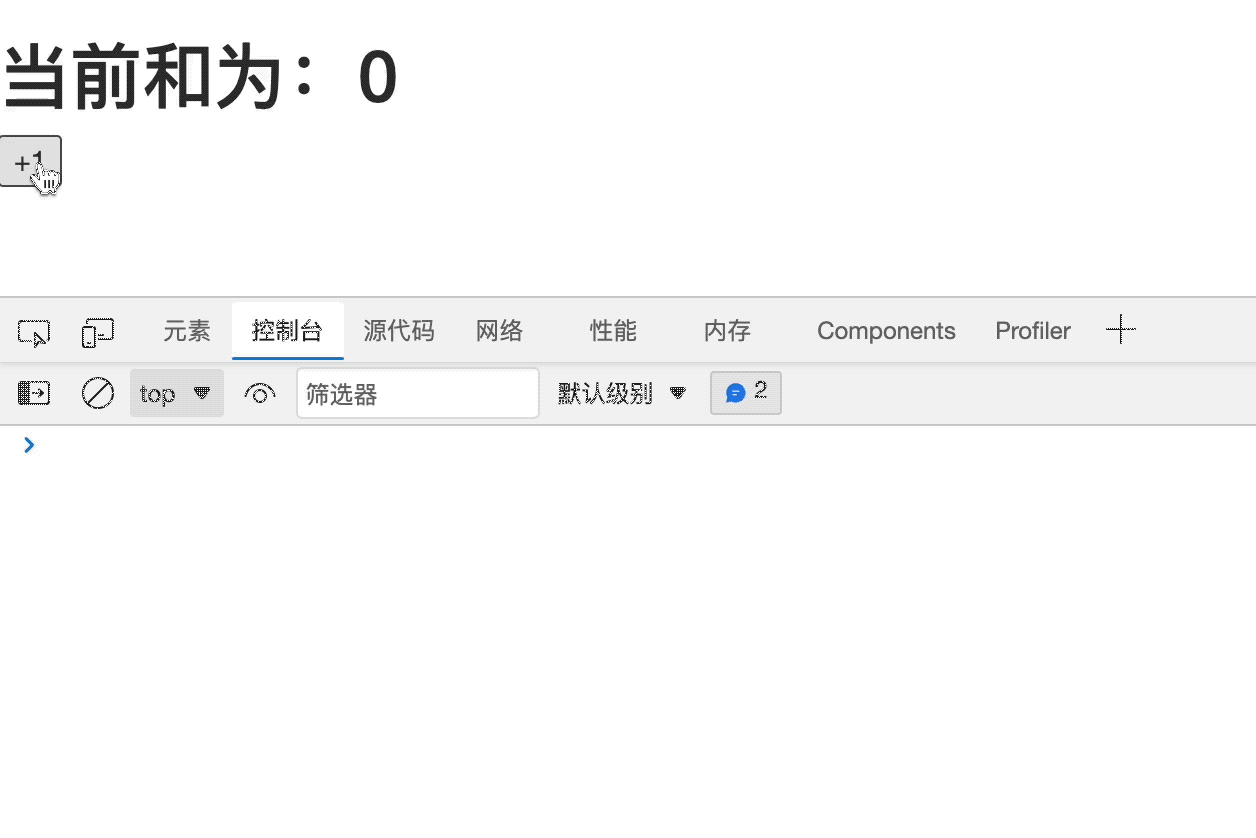 当前和为：0
+1
元素 控制台 源代码 网络 性能 内存 Components Profiler
top 筛选器 默认级别 2